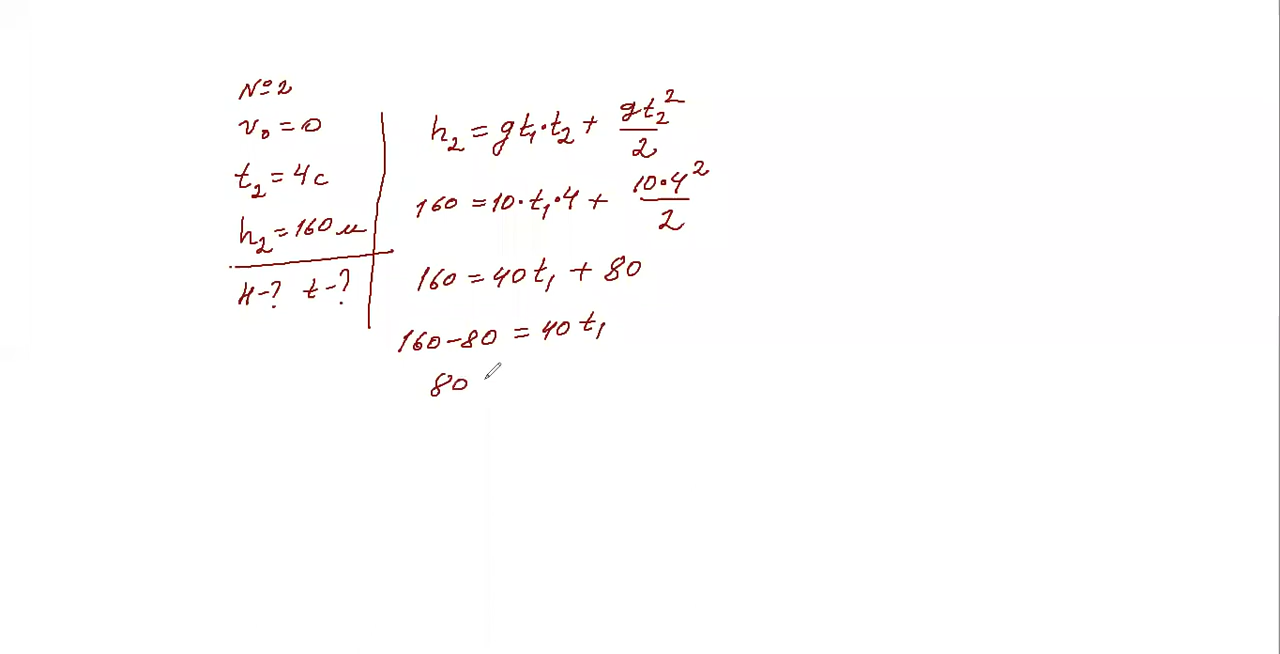 №2
v₀ = 0
t₂ = 4 с
h₂ = 160 м
H-? t-?
h₂ = gt₁·t₂ + gt₂²/2
160 = 10·t₁·4 + 10·4²/2
160 = 40t₁ + 80
160-80 = 40t₁
80